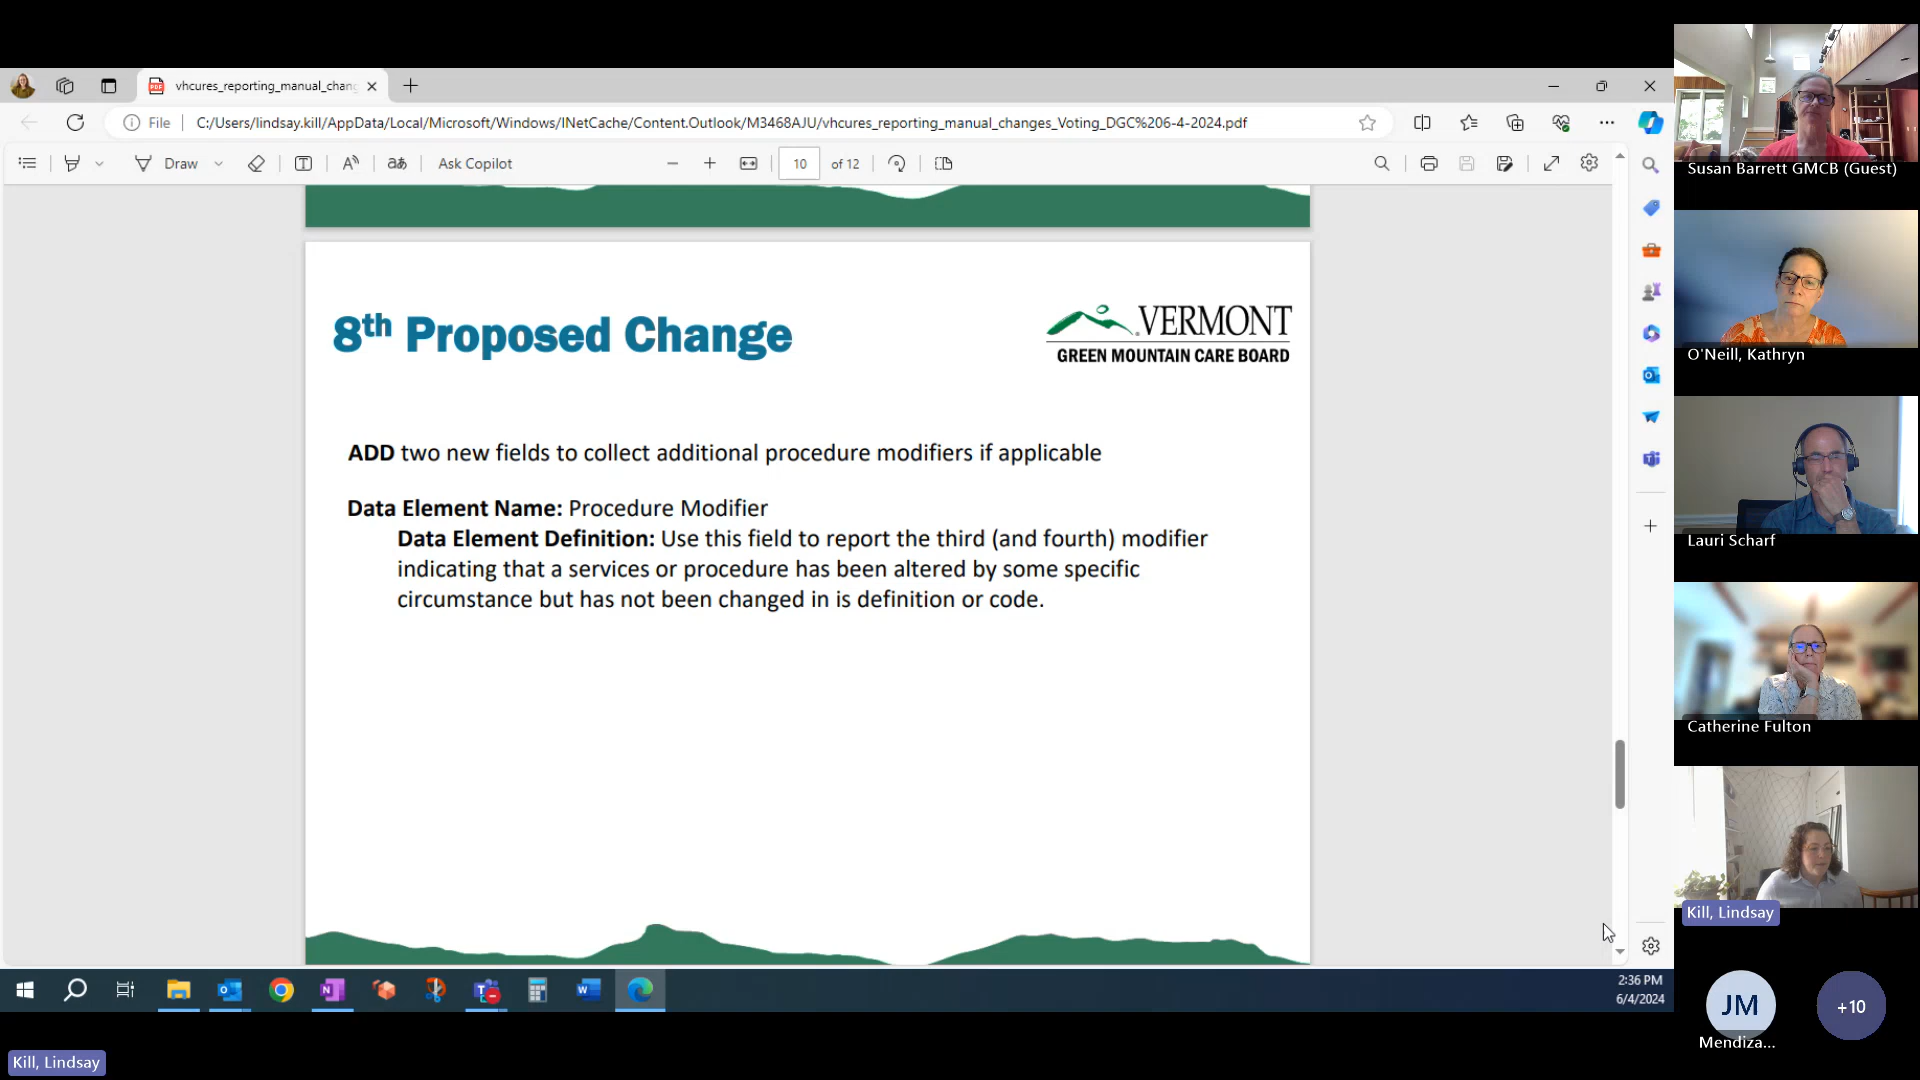 vhcures_reporting_manual_chan
File
C:/Users/lindsay.kill/AppData/Local/Microsoft/Windows/INetCache/Content.Outlook/M3468AJU/vhcures_reporting_manual_changes_Voting_DGC%206-4-2024.pdf
Draw
Ask Copilot
10
of 12
8th Proposed Change
VERMONT
GREEN MOUNTAIN CARE BOARD
ADD two new fields to collect additional procedure modifiers if applicable
Data Element Name: Procedure Modifier
Data Element Definition: Use this field to report the third (and fourth) modifier
indicating that a services or procedure has been altered by some specific
circumstance but has not been changed in is definition or code.
2:36 PM
6/4/2024
Kill, Lindsay
Susan Barrett GMCB (Guest)
O'Neill, Kathryn
Lauri Scharf
Catherine Fulton
Kill, Lindsay
JM
Mendiza...
+10